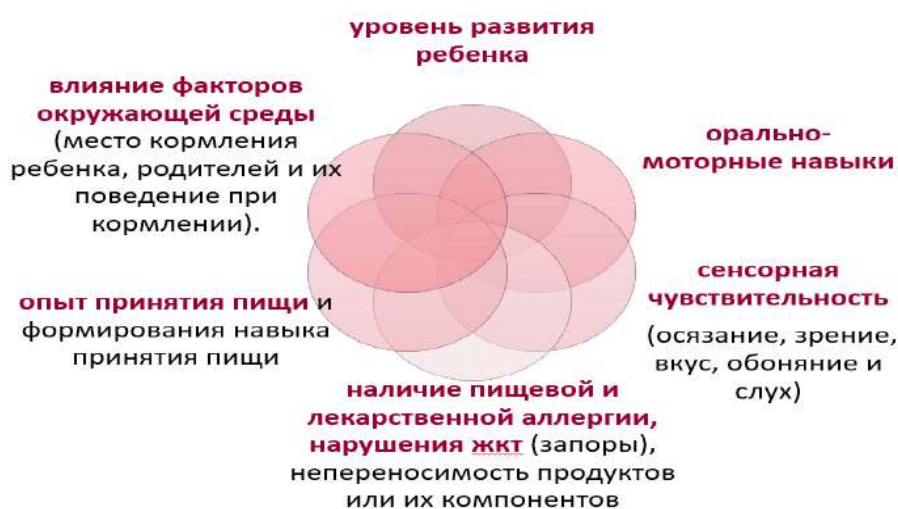 уровень развития
ребенка
влияние факторов
окружающей среды
(место кормления
ребенка, родителей и их
поведение при
кормлении).
орально-
моторные навыки
опыт принятия пищи и
формирования навыка
принятия пищи
сенсорная
чувствительность
(осязание, зрение,
вкус, обоняние и
слух)
наличие пищевой и
лекарственной аллергии,
нарушения жкт (запоры),
непереносимость продуктов
или их компонентов